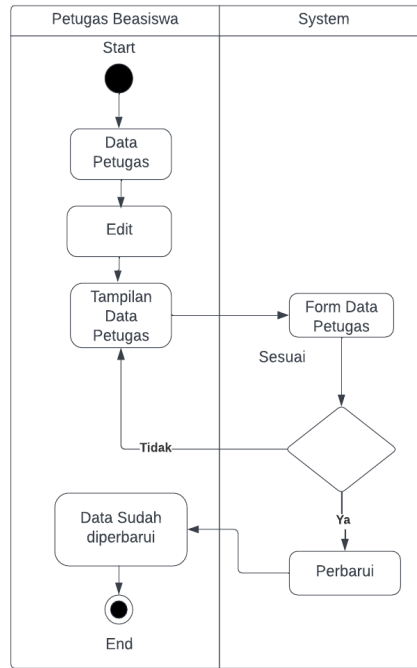 Petugas Beasiswa
System
Start
Data
Petugas
Edit
Tampilan
Data
Petugas
Form Data
Petugas
Sesuai
Tidak
Ya
Data Sudah
diperbarui
Perbarui
End